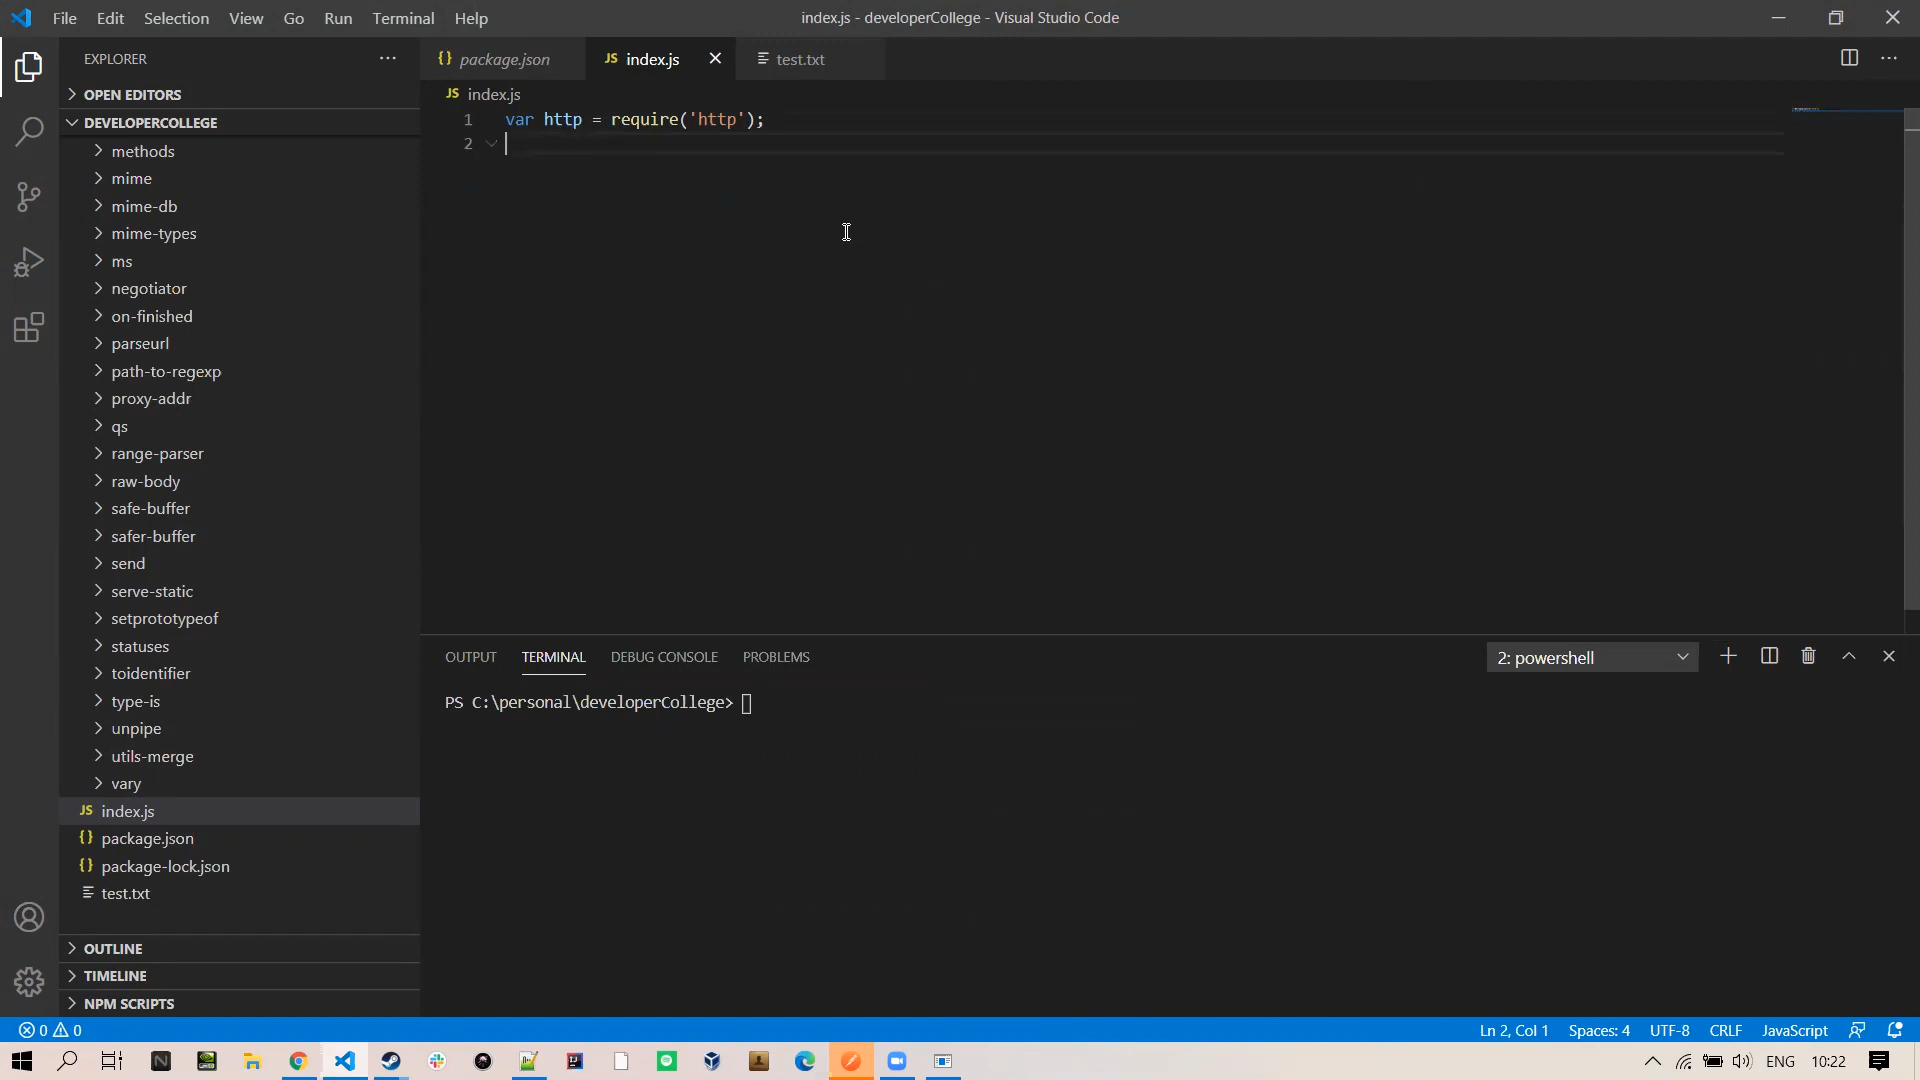 File Edit Selection View Go Run Terminal Help
index.js - developerCollege - Visual Studio Code
EXPLORER
package.json
index.js
test.txt
OPEN EDITORS
JS index.js
DEVELOPERCOLLEGE
1 var http = require('http');
2
methods
mime
mime-db
mime-types
ms
negotiator
on-finished
parseurl
path-to-regexp
proxy-addr
qs
range-parser
raw-body
safe-buffer
safer-buffer
send
serve-static
setprototypeof
statuses
toidentifier
type-is
unpipe
utils-merge
vary
JS index.js
{} package.json
{} package-lock.json
test.txt
OUTLINE
TIMELINE
NPM SCRIPTS
OUTPUT TERMINAL DEBUG CONSOLE PROBLEMS
2: powershell
PS C:\personal\developerCollege>
0 0
Ln 2, Col 1 Spaces: 4 UTF-8 CRLF JavaScript
ENG 10:22